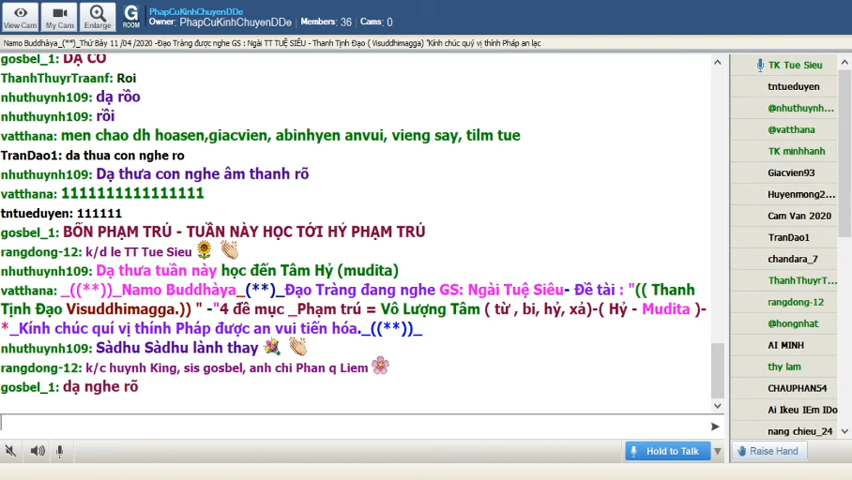 View Cam
My Cam
Enlarge
G
ROOM
PhapCuKinhChuyenDDe
Owner: PhapCuKinhChuyenDDe Members: 36 Cams: 0
Namo Buddhàya_(**)_Thứ Bảy 11 /04 /2020 -Đạo Tràng được nghe GS : Ngài TT TUỆ SIÊU - Thanh Tịnh Đạo ( Visuddhimagga) "Kính chúc quý vị thính Pháp an lạc
gosbel_1: DẠ CÓ
ThanhThuyrTraanf: Roi
nhuthuynh109: dạ rồo
nhuthuynh109: rồi
vatthana: men chao dh hoasen,giacvien, abinhyen anvui, vieng say, tilm tue
TranDao1: da thua con nghe ro
nhuthuynh109: Dạ thưa con nghe âm thanh rõ
vatthana: 1111111111111111
tntueduyen: 111111
gosbel_1: BỐN PHẠM TRÚ - TUẦN NÀY HỌC TỚI HỶ PHẠM TRÚ
rangdong-12: k/d le TT Tue Sieu
nhuthuynh109: Dạ thưa tuần này học đến Tâm Hỷ (mudita)
vatthana: _((**))_Namo Buddhàya_(**)_Đạo Tràng đang nghe GS: Ngài Tuệ Siêu- Đề tài : "(( Thanh
Tịnh Đạo Visuddhimagga.)) " -"4 đề mục _Phạm trú = Vô Lượng Tâm ( từ , bi, hỷ, xả)-( Hỷ - Mudita )-
*_Kính chúc quí vị thính Pháp được an vui tiến hóa._((**))_
nhuthuynh109: Sàdhu Sàdhu lành thay
rangdong-12: k/c huynh King, sis gosbel, anh chi Phan q Liem
gosbel_1: dạ nghe rõ
Hold to Talk
TK Tue Sieu
tntueduyen
@nhuthuynh...
@vatthana
TK minhhanh
Giacvien93
Huyenmong2...
Cam Van 2020
TranDao1
chandara_7
ThanhThuyrT...
rangdong-12
@hongnhat
AI MINH
thy lam
CHAUPHAN54
Ai Ikeu IEm IDo
nang chieu_24
Raise Hand